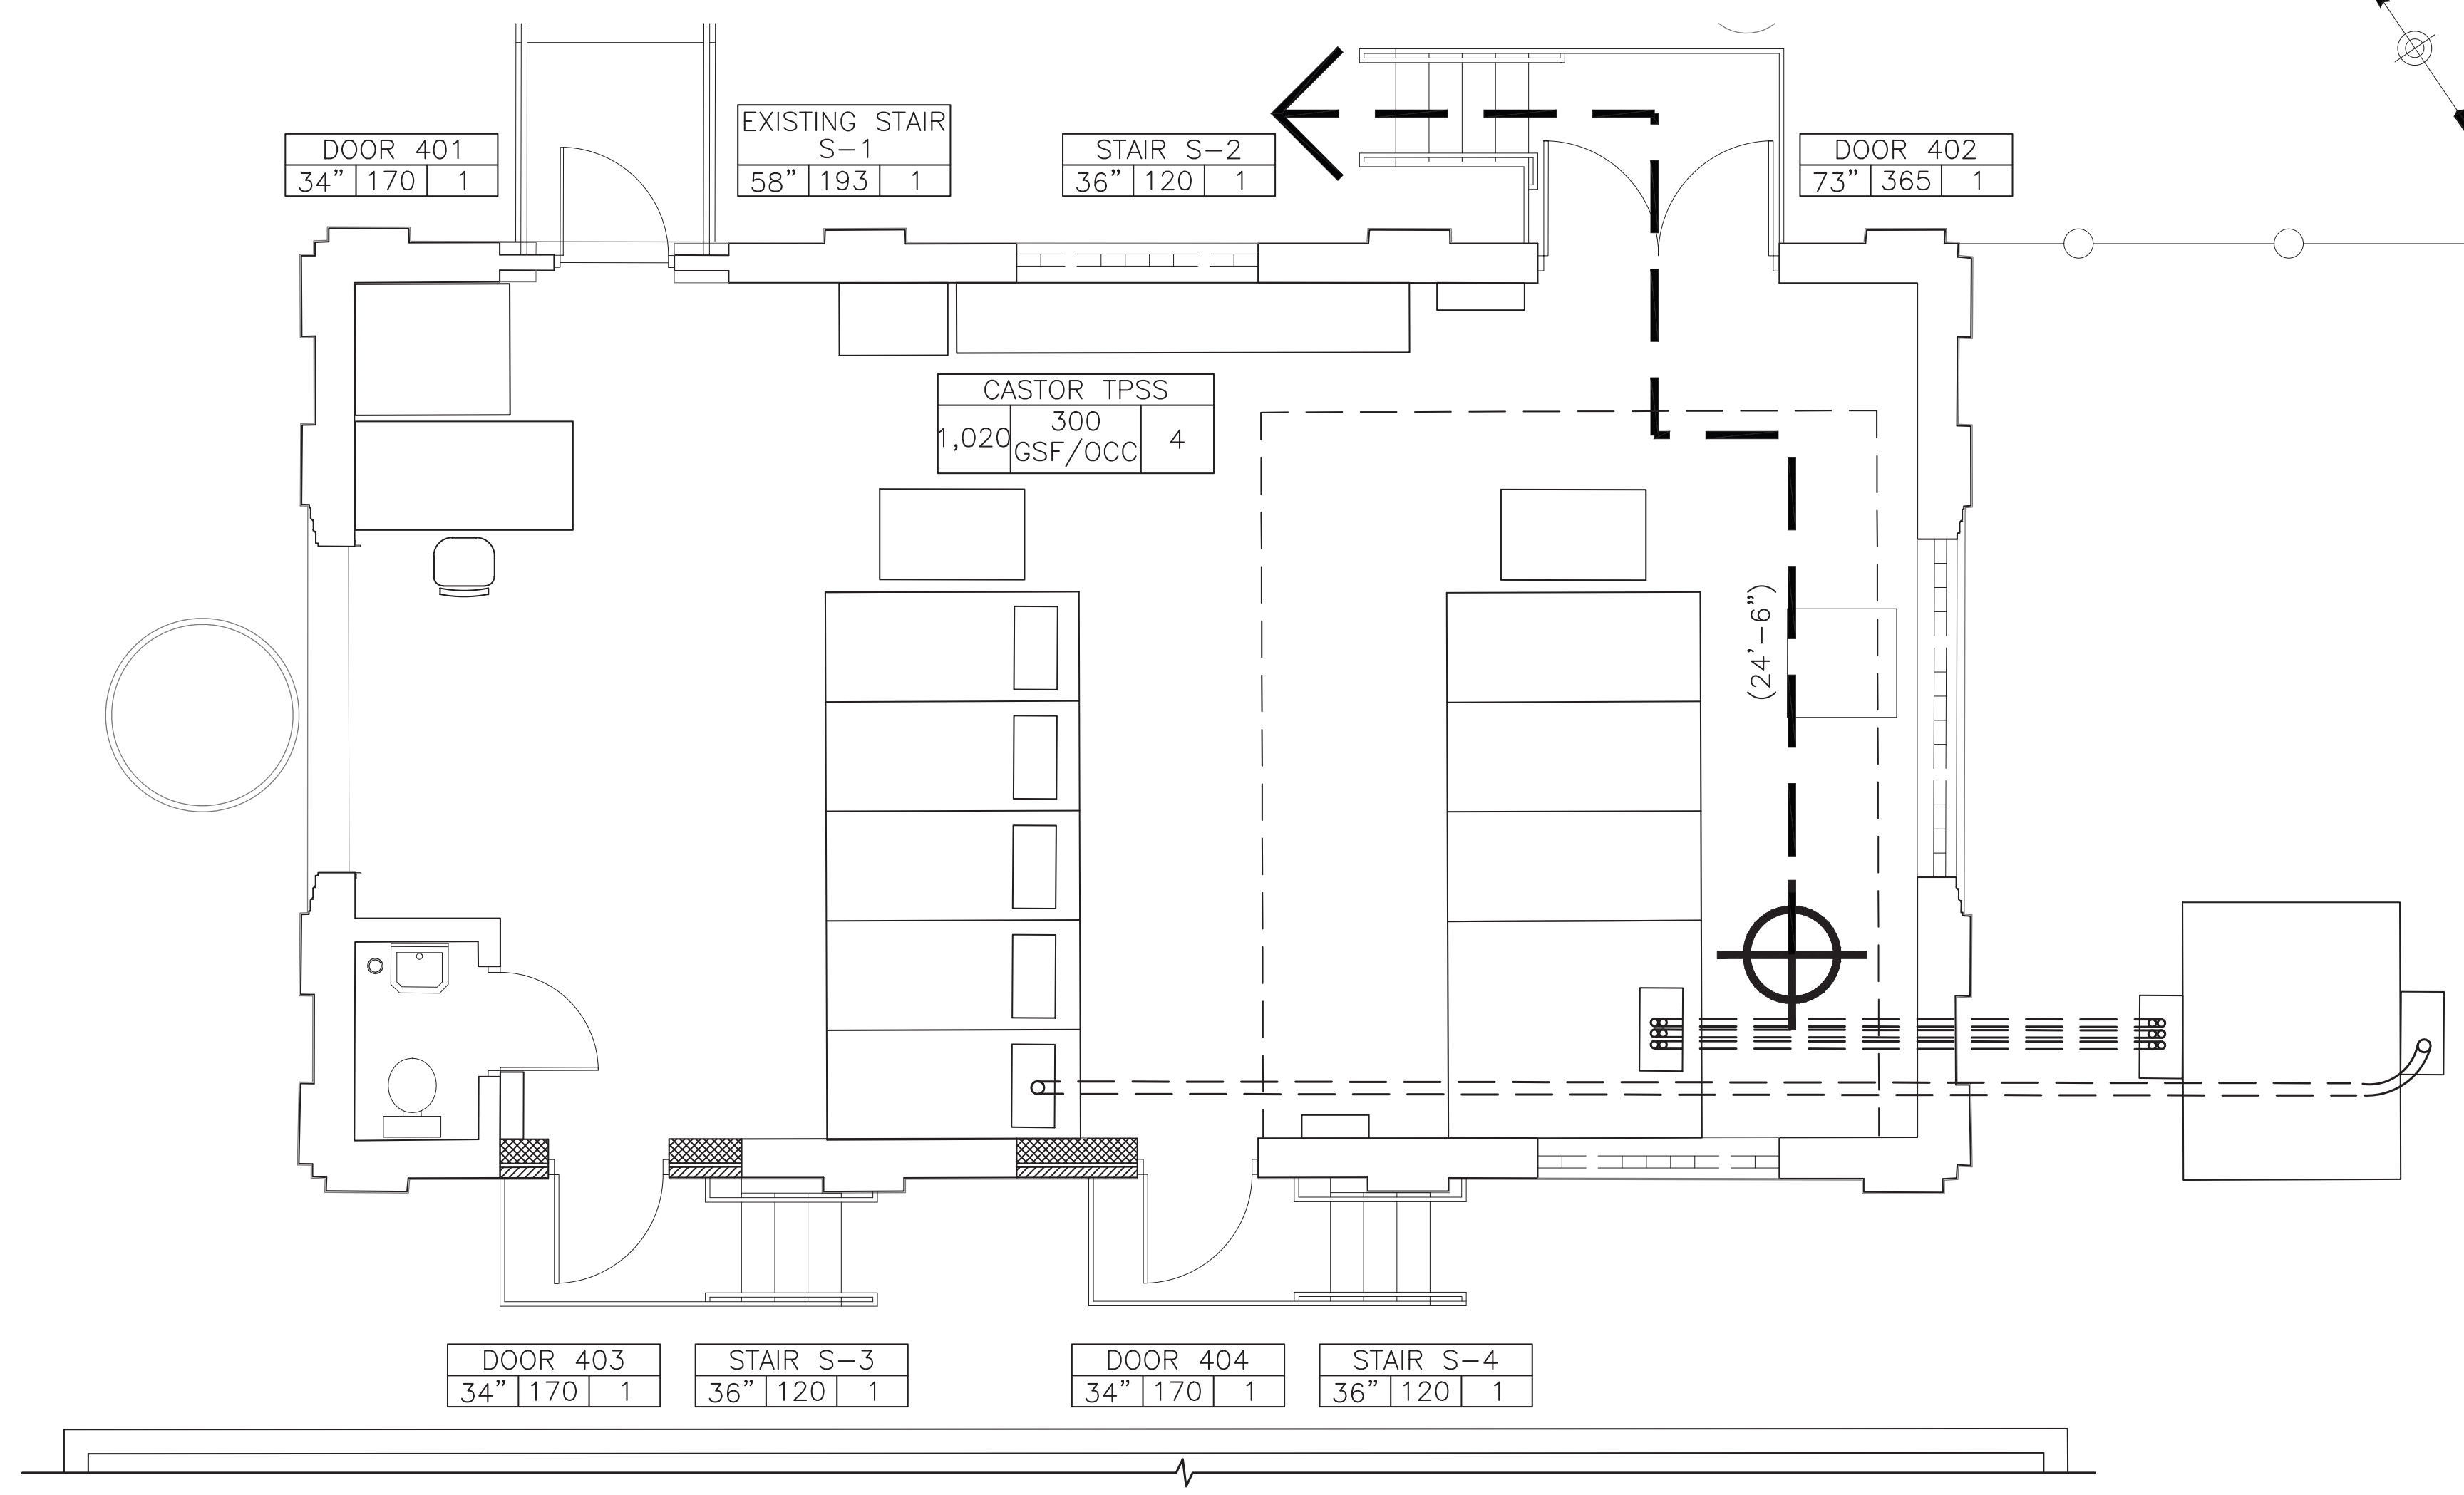 EXISTING STAIR
S-1
58" 193 1
DOOR 401
34" 170 1
STAIR S-2
36" 120 1
DOOR 402
73" 365 1
CASTOR TPSS
1,020 300 GSF/OCC 4
(24'-6")
DOOR 403
34" 170 1
STAIR S-3
36" 120 1
DOOR 404
34" 170 1
STAIR S-4
36" 120 1